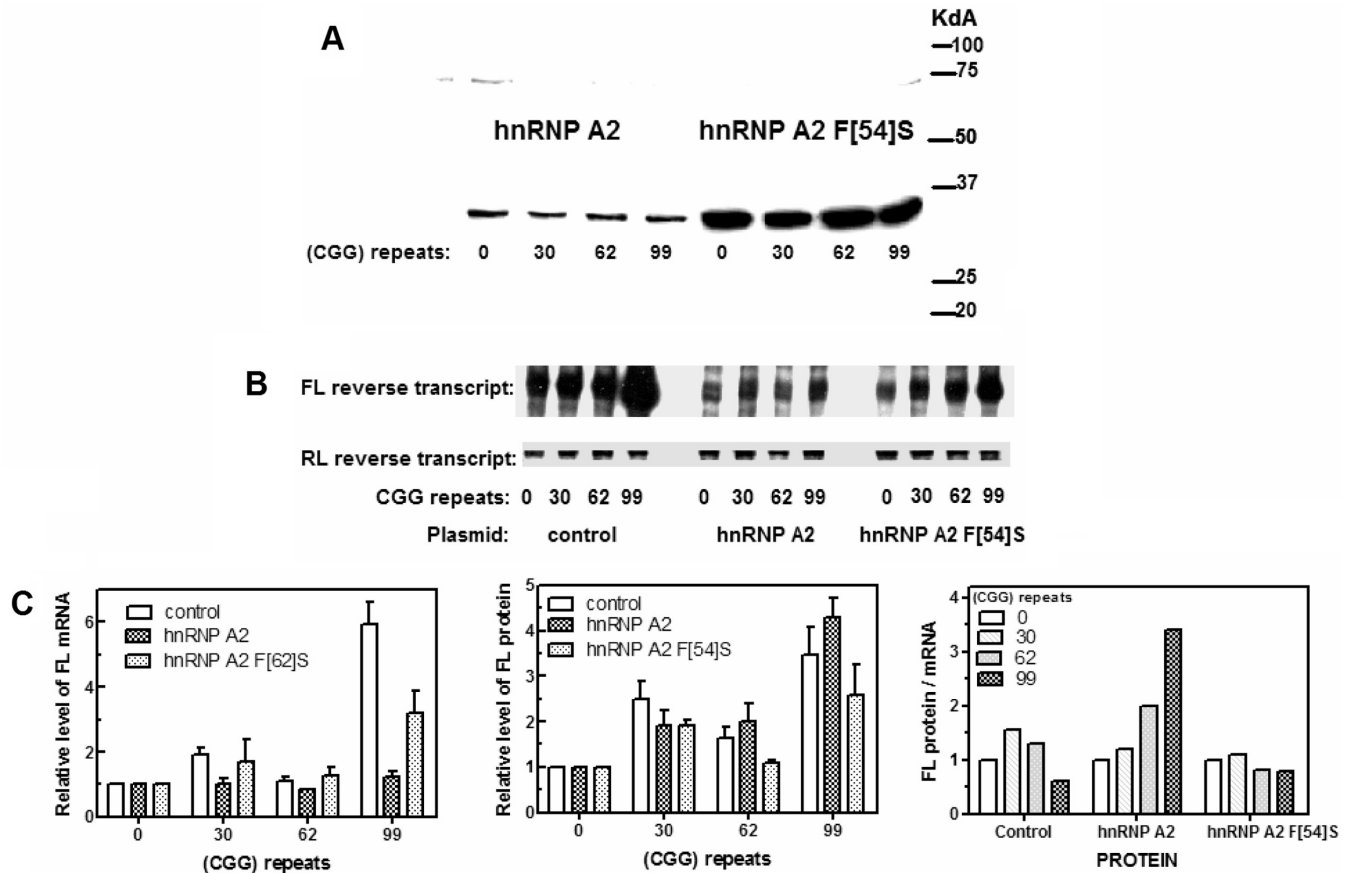 A
KdA
100
75
hnRNP A2 hnRNP A2 F[54]S
50
37
(CGG) repeats: 0 30 62 99 0 30 62 99
25
20
B
FL reverse transcript:
RL reverse transcript:
CGG repeats: 0 30 62 99 0 30 62 99 0 30 62 99
Plasmid: control hnRNP A2 hnRNP A2 F[54]S
C
Relative level of FL mRNA
6
4
2
0
control
hnRNP A2
hnRNP A2 F[62]S
0 30 62 99
(CGG) repeats
Relative level of FL protein
5
4
3
2
1
0
control
hnRNP A2
hnRNP A2 F[54]S
0 30 62 99
(CGG) repeats
FL protein / mRNA
4
3
2
1
0
(CGG) repeats
0
30
62
99
Control hnRNP A2 hnRNP A2 F[54]S
PROTEIN